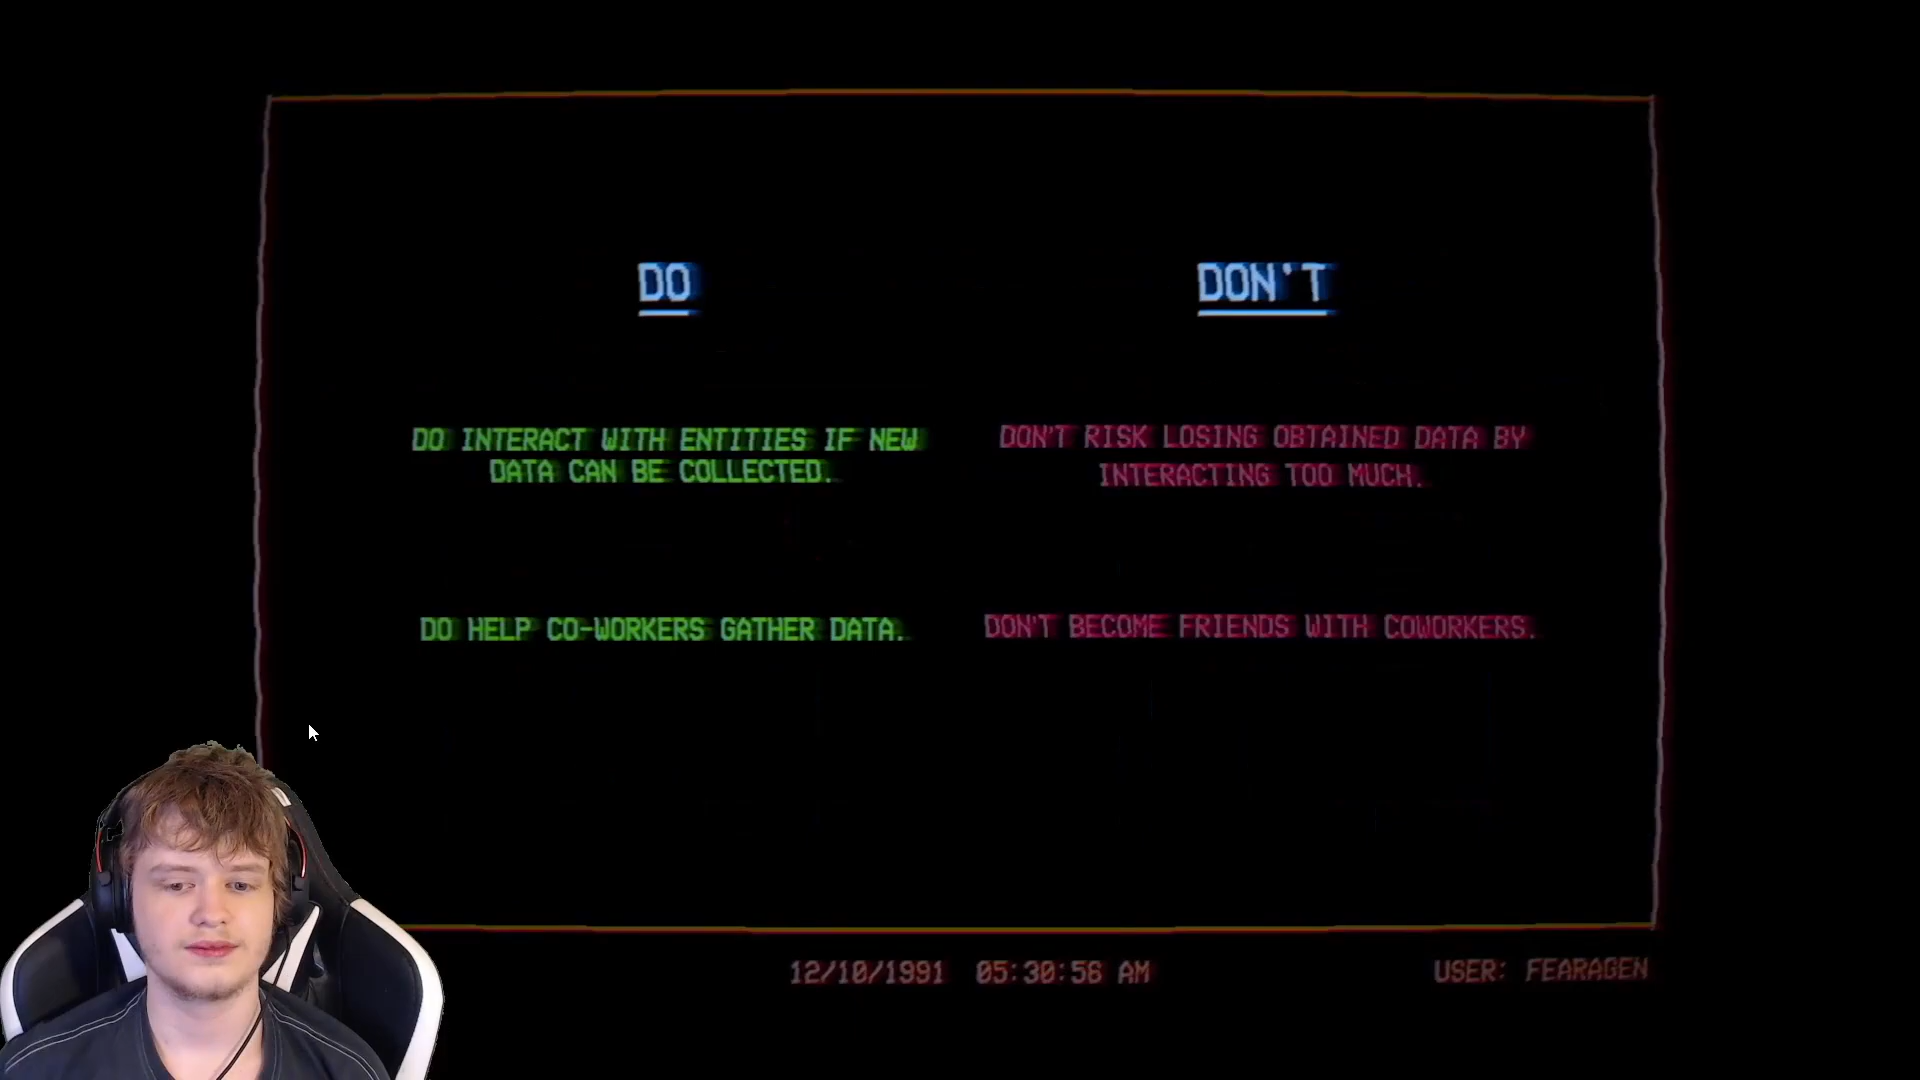 DO
DON'T
DO INTERACT WITH ENTITIES IF NEW
DATA CAN BE COLLECTED.
DON'T RISK LOSING OBTAINED DATA BY
INTERACTING TOO MUCH.
DO HELP CO-WORKERS GATHER DATA.
DON'T BECOME FRIENDS WITH COWORKERS.
12/10/1991 05:30:56 AM
USER: FEARAGEN